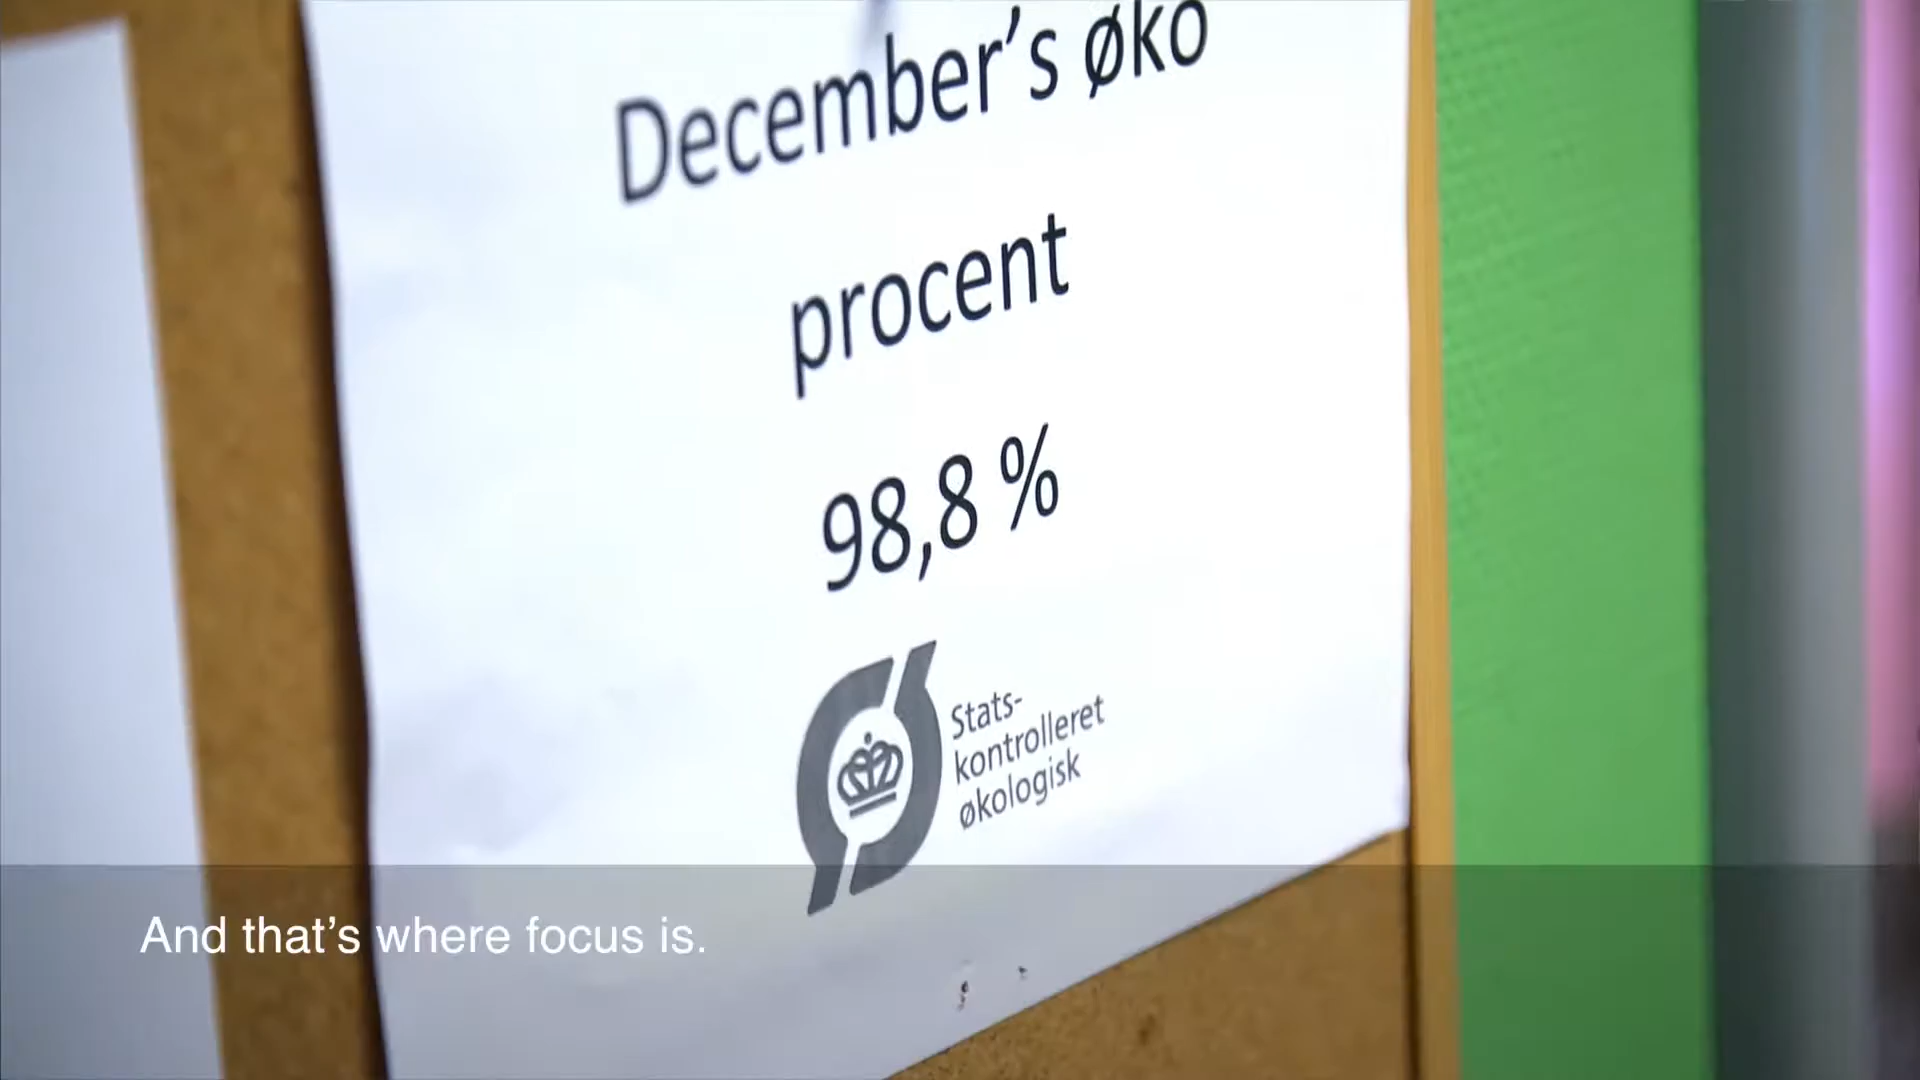 December's øko
procent
98,8 %
Stats-
kontrolleret
økologisk
And that's where focus is.